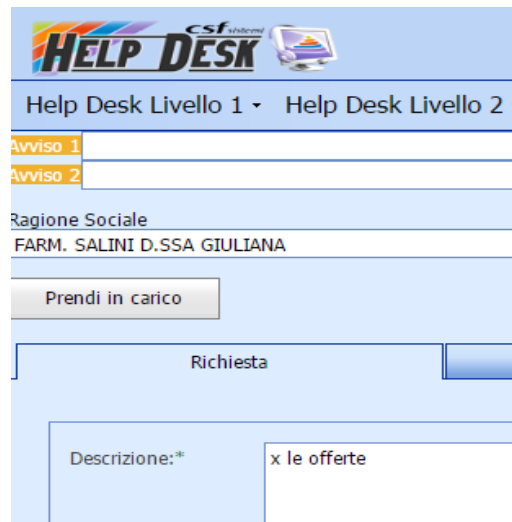 csf sistemi
HELP DESK
Help Desk Livello 1 Help Desk Livello 2
Avviso 1
Avviso 2
Ragione Sociale
FARM. SALINI D.SSA GIULIANA
Prendi in carico
Richiesta
Descrizione:* x le offerte